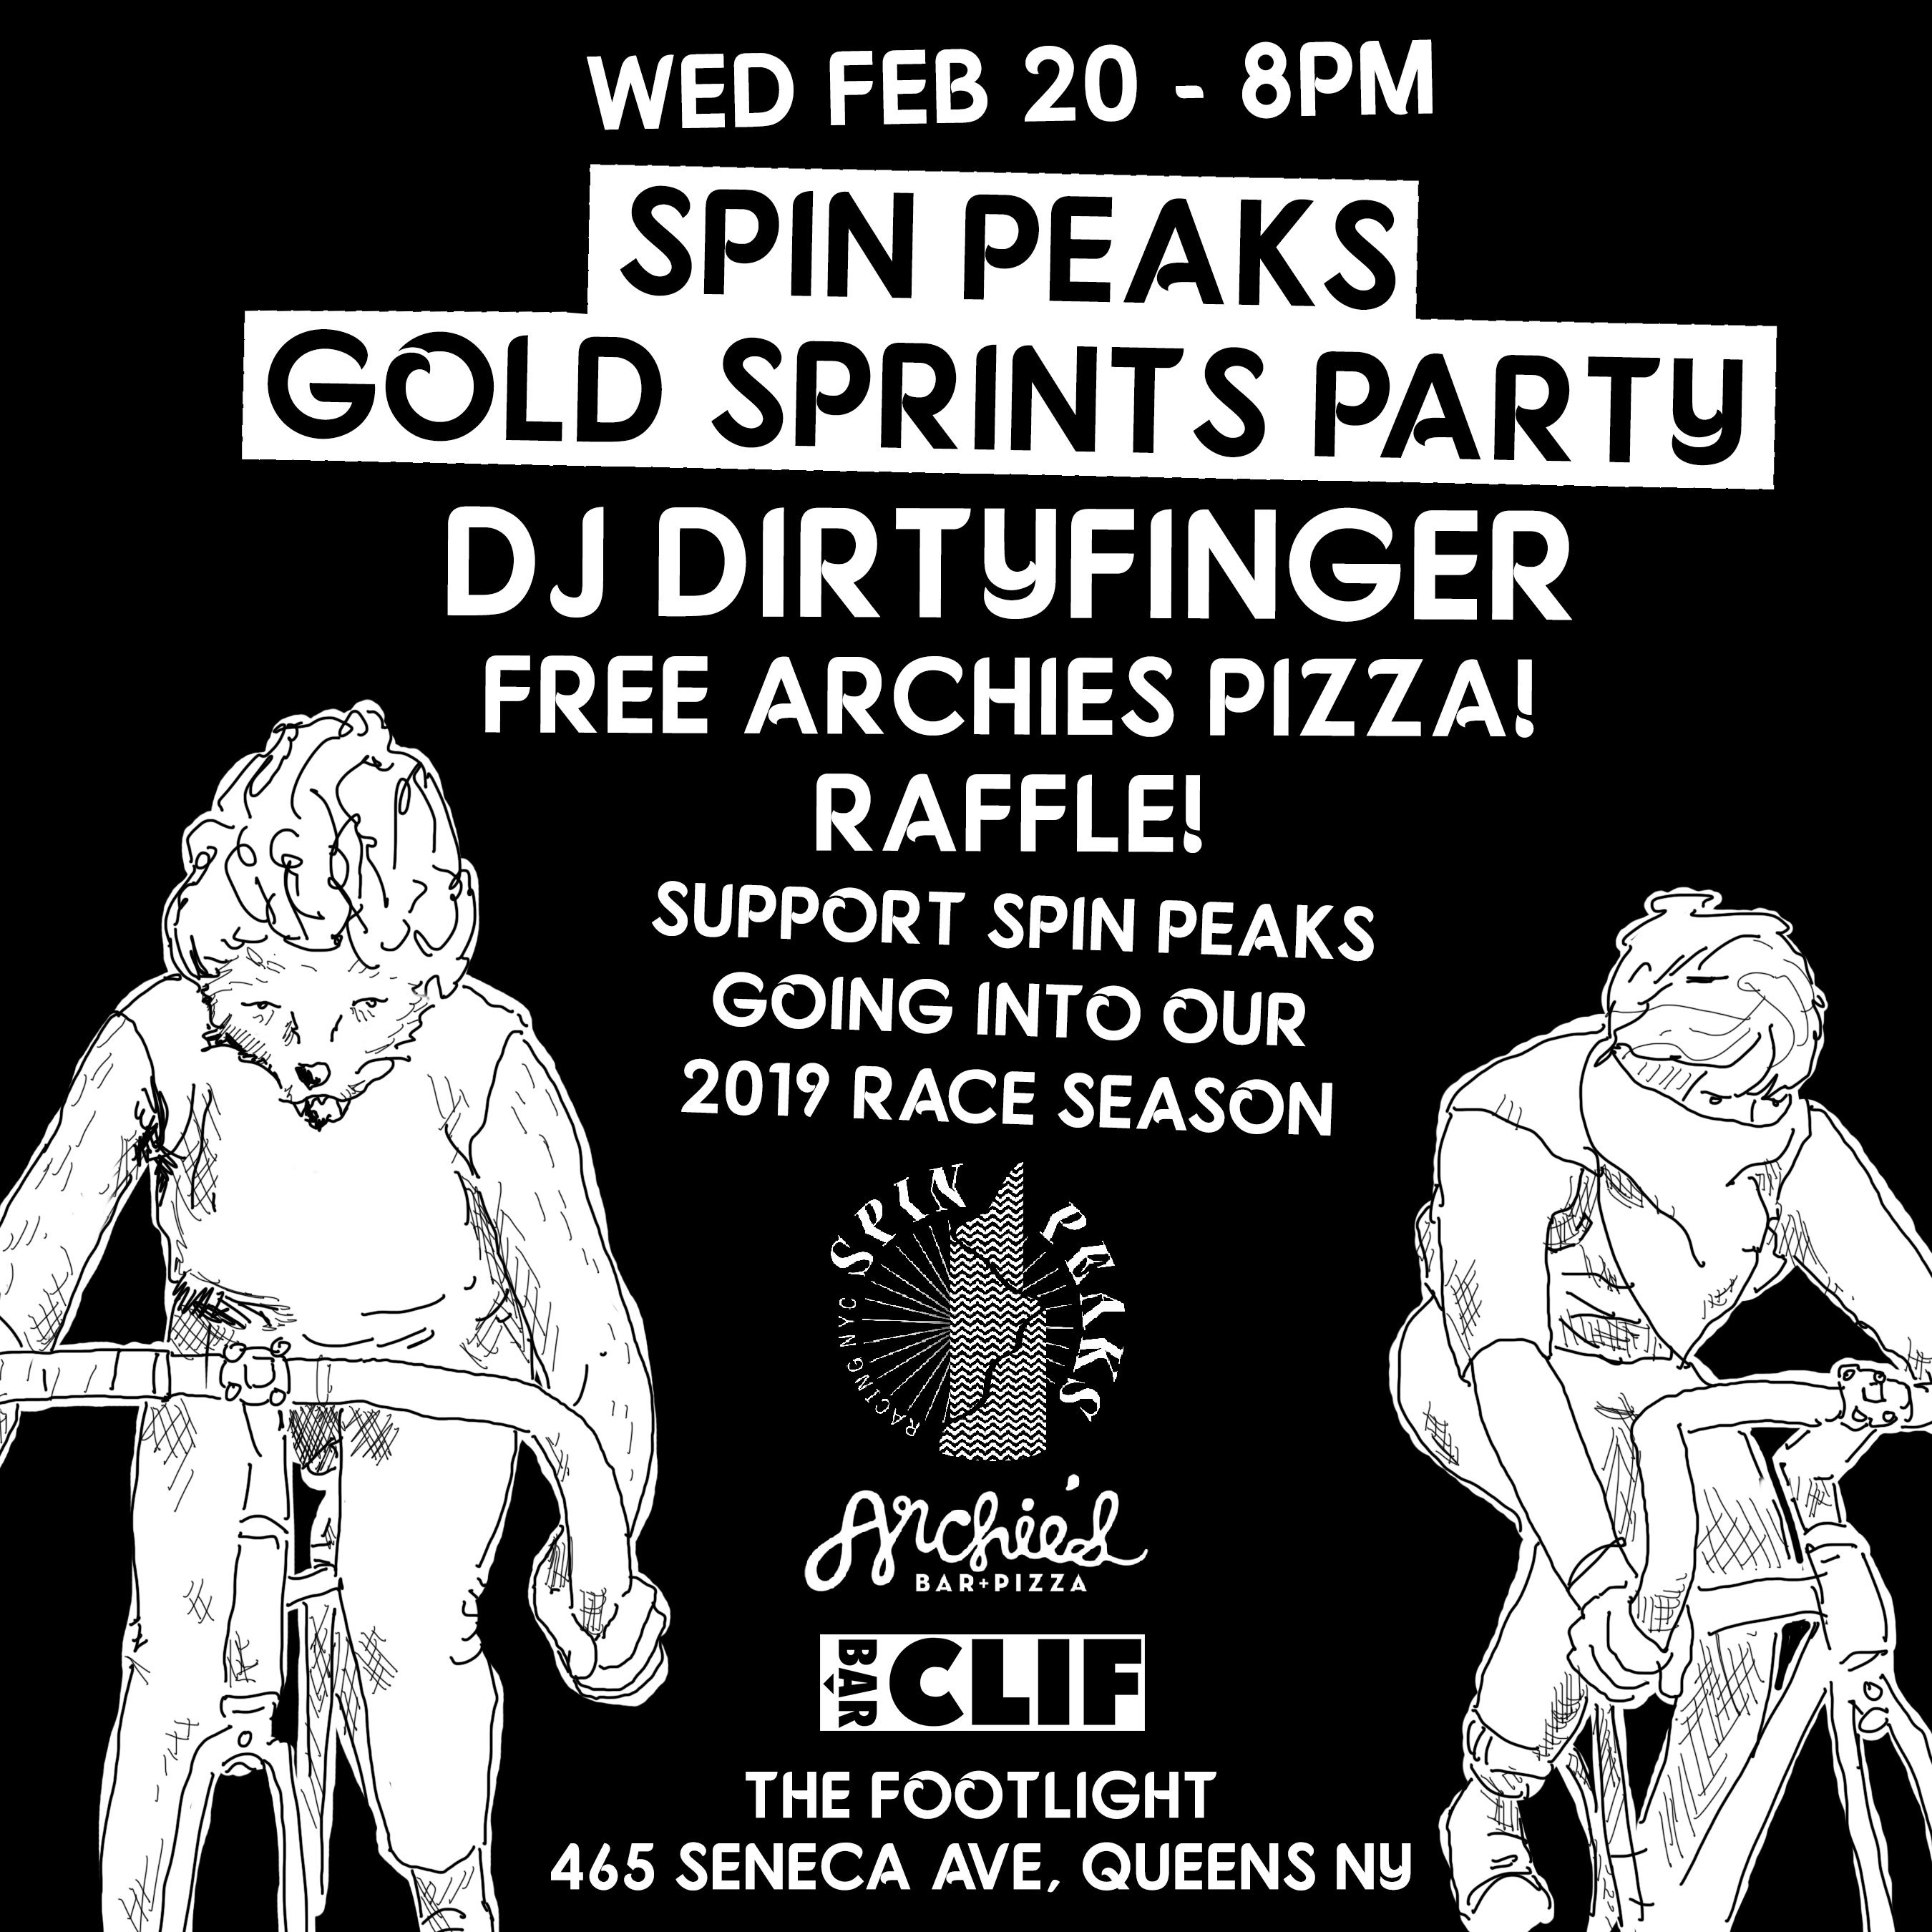 WED FEB 20 - 8PM
SPIN PEAKS
GOLD SPRINTS PARTY
DJ DIRTYFINGER
FREE ARCHIES PIZZA!
RAFFLE!
SUPPORT SPIN PEAKS
GOING INTO OUR
2019 RACE SEASON
SPIN PEAKS
RACING NYC
Archie's
BAR+PIZZA
CLIF BAR
THE FOOTLIGHT
465 SENECA AVE, QUEENS NY